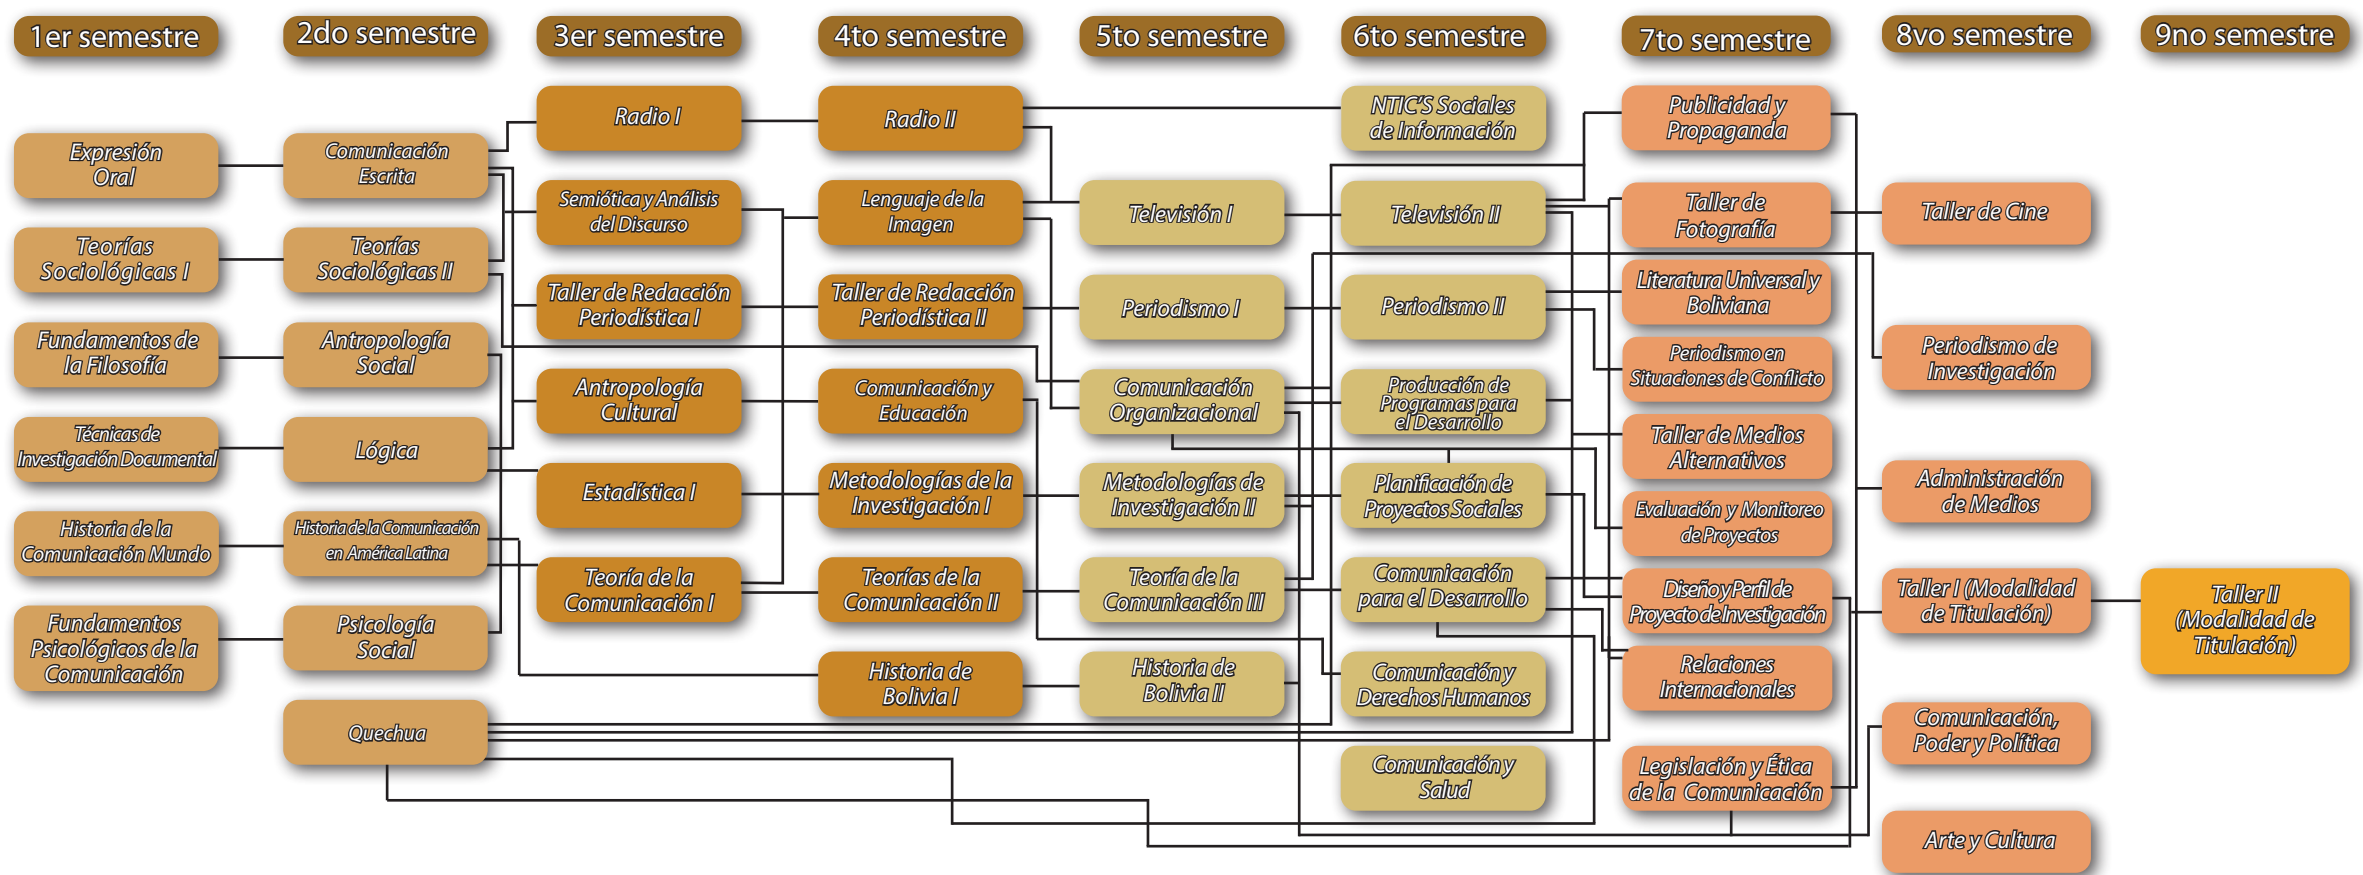 1er semestre
2do semestre
3er semestre
4to semestre
5to semestre
6to semestre
7to semestre
8vo semestre
9no semestre
Expresión
Oral
Teorías
Sociológicas I
Fundamentos de
la Filosofía
Técnicas de
Investigación Documental
Historia de la
Comunicación Mundo
Fundamentos
Psicológicos de la
Comunicación
Comunicación
Escrita
Teorías
Sociológicas II
Antropología
Social
Lógica
Historia de la Comunicación
en América Latina
Psicología
Social
Quechua
Radio I
Semiótica y Análisis
del Discurso
Taller de Redacción
Periodística I
Antropología
Cultural
Estadística I
Teoría de la
Comunicación I
Radio II
Lenguaje de la
Imagen
Taller de Redacción
Periodística II
Comunicación y
Educación
Metodologías de la
Investigación I
Teorías de la
Comunicación II
Historia de
Bolivia I
Televisión I
Periodismo I
Comunicación
Organizacional
Metodologías de
Investigación II
Teoría de la
Comunicación III
Historia de
Bolivia II
NTIC'S Sociales
de Información
Televisión II
Periodismo II
Producción de
Programas para
el Desarrollo
Planificación de
Proyectos Sociales
Comunicación
para el Desarrollo
Comunicación y
Derechos Humanos
Comunicación y
Salud
Publicidad y
Propaganda
Taller de
Fotografía
Literatura Universal y
Boliviana
Periodismo en
Situaciones de Conflicto
Taller de Medios
Alternativos
Evaluación y Monitoreo
de Proyectos
Diseño y Perfil de
Proyecto de Investigación
Relaciones
Internacionales
Legislación y Ética
de la Comunicación
Taller de Cine
Periodismo de
Investigación
Administración
de Medios
Taller I (Modalidad
de Titulación)
Comunicación,
Poder y Política
Arte y Cultura
Taller II
(Modalidad de
Titulación)